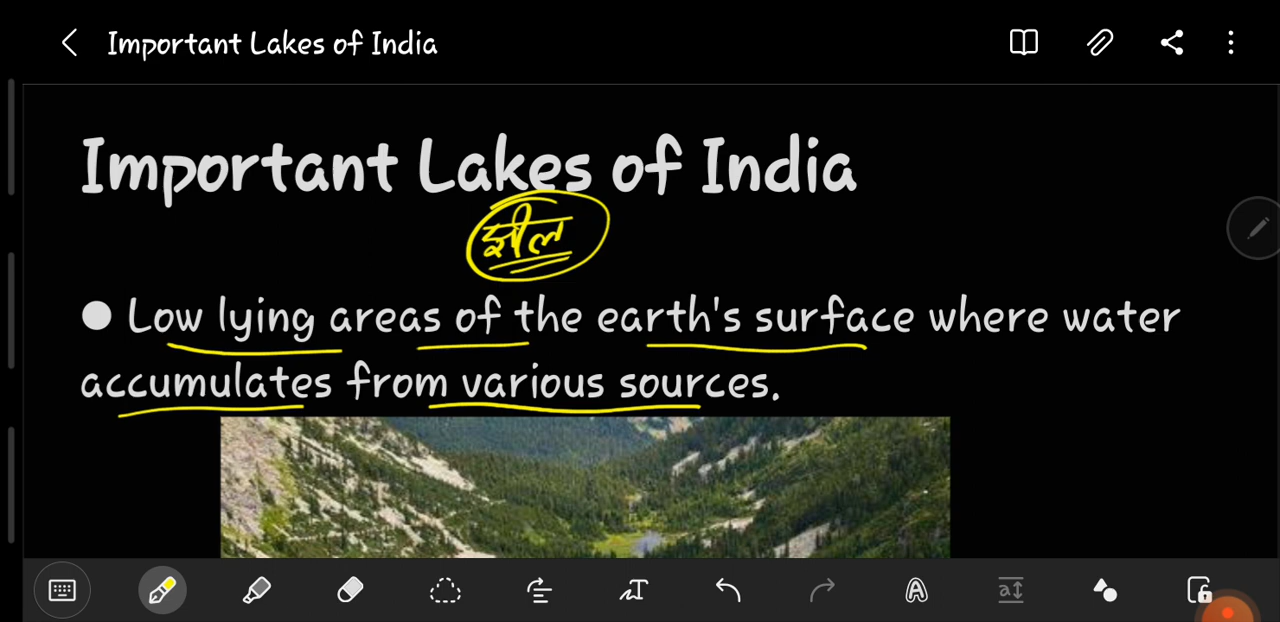 Important Lakes of India
Important Lakes of India
झील
● Low lying areas of the earth's surface where water
accumulates from various sources.